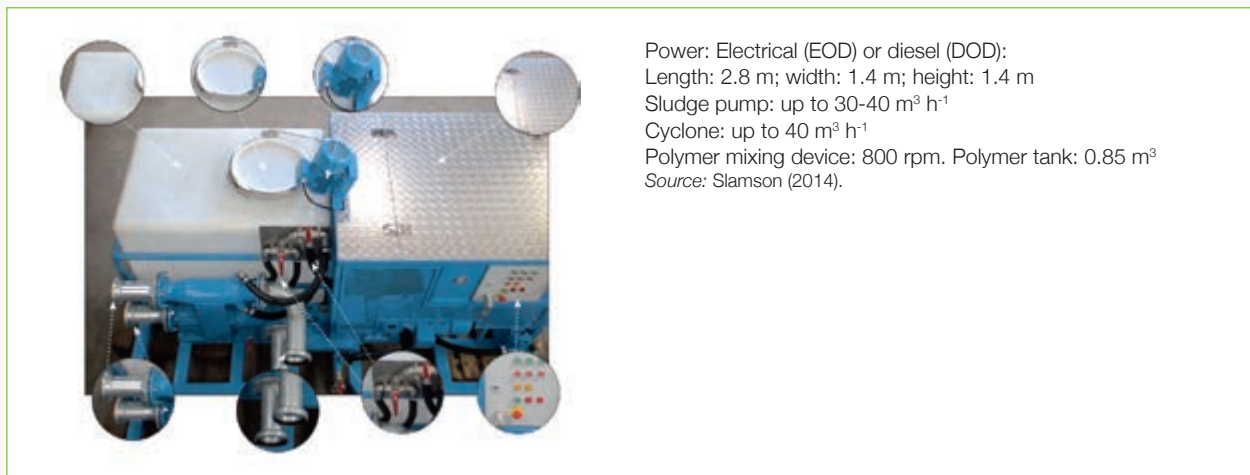 Power: Electrical (EOD) or diesel (DOD):
Length: 2.8 m; width: 1.4 m; height: 1.4 m
Sludge pump: up to 30-40 m³ h⁻¹
Cyclone: up to 40 m³ h⁻¹
Polymer mixing device: 800 rpm. Polymer tank: 0.85 m³
Source: Slamson (2014).